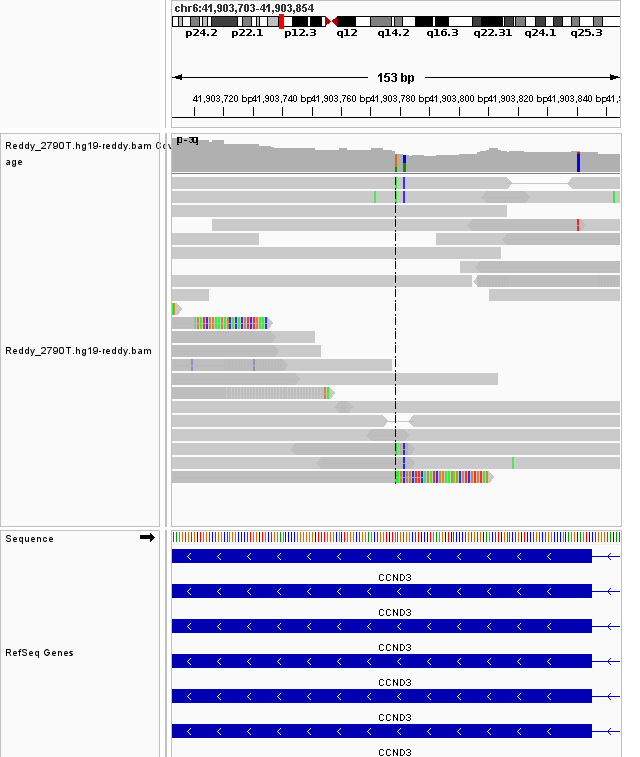 chr6:41,903,703-41,903,854
p24.2 p22.1 p12.3 q12 q14.2 q16.3 q22.31 q24.1 q25.3
153 bp
41,903,720 bp 41,903,740 bp 41,903,760 bp 41,903,780 bp 41,903,800 bp 41,903,820 bp 41,903,840 bp
Reddy_2790T.hg19-reddy.bam Cov
age
Reddy_2790T.hg19-reddy.bam
Sequence
CCND3
CCND3
CCND3
RefSeq Genes
CCND3
CCND3
CCND3